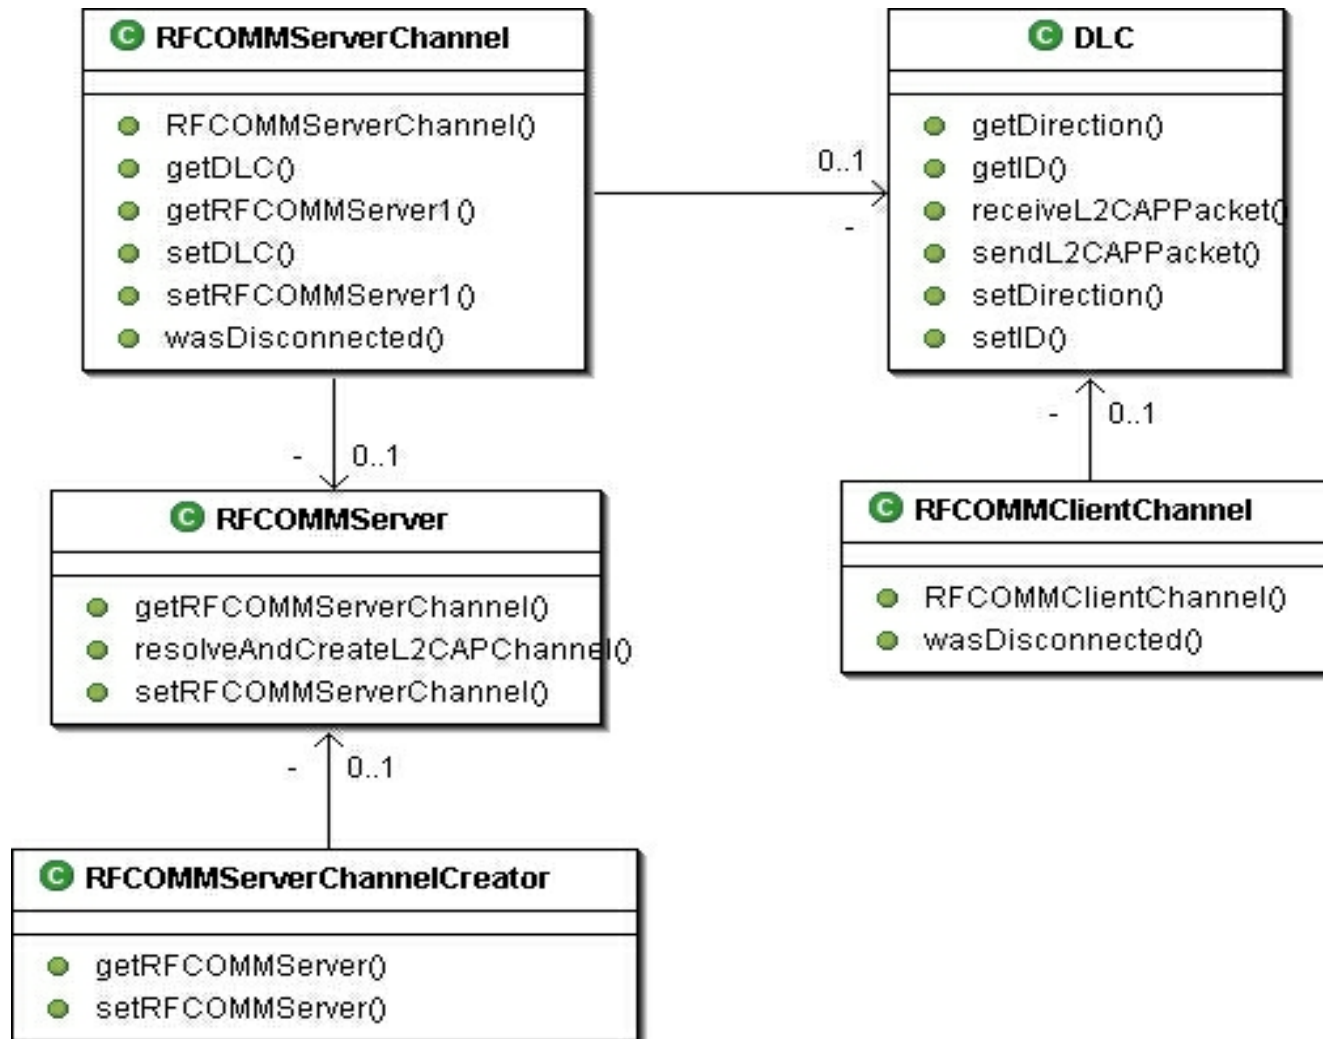 C RFCOMMServerChannel
RFCOMMServerChannel()
getDLC()
getRFCOMMServer1()
setDLC()
setRFCOMMServer1()
wasDisconnected()
0..1
-
C DLC
getDirection()
getID()
receiveL2CAPPacket()
sendL2CAPPacket()
setDirection()
setID()
- 0..1
- 0..1
C RFCOMMServer
getRFCOMMServerChannel()
resolveAndCreateL2CAPChannel()
setRFCOMMServerChannel()
C RFCOMMClientChannel
RFCOMMClientChannel()
wasDisconnected()
- 0..1
C RFCOMMServerChannelCreator
getRFCOMMServer()
setRFCOMMServer()